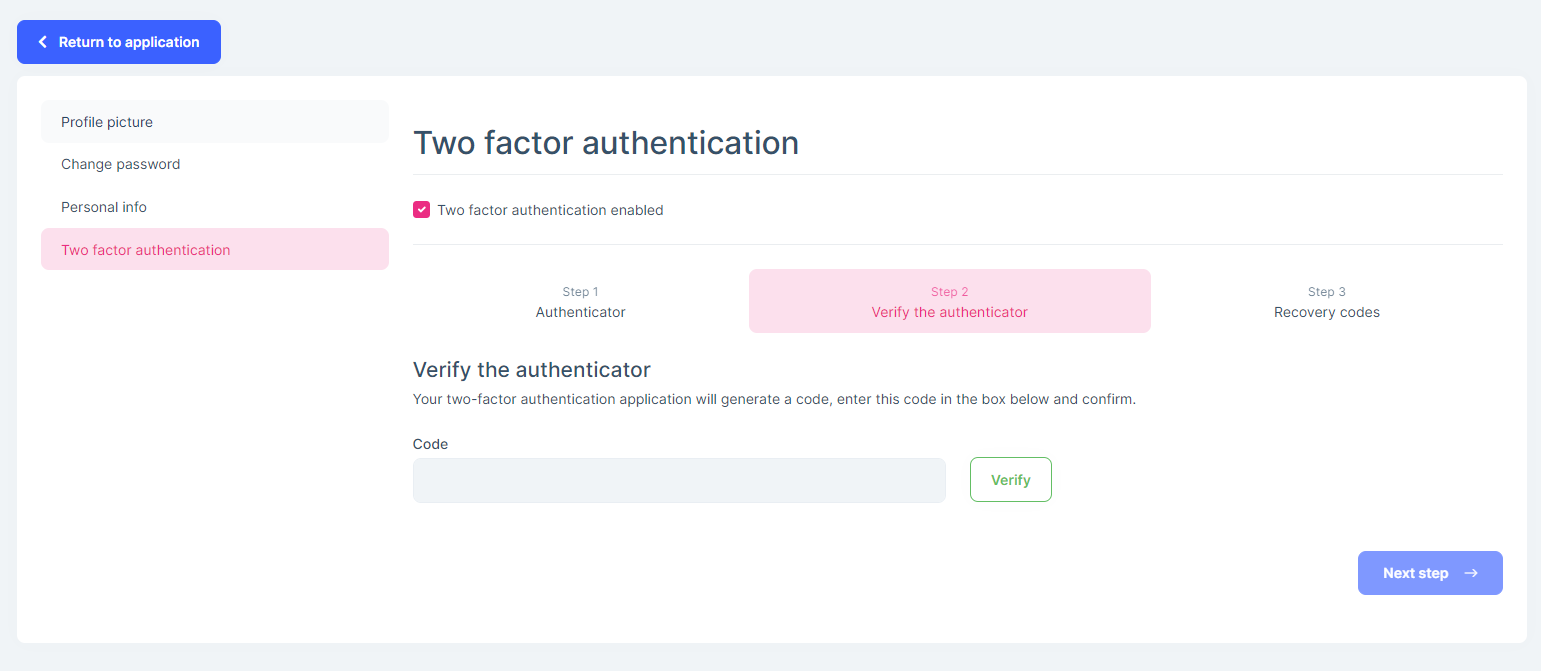 Return to application
Profile picture
Change password
Personal info
Two factor authentication
Two factor authentication
Two factor authentication enabled
Step 1
Authenticator
Step 2
Verify the authenticator
Step 3
Recovery codes
Verify the authenticator
Your two-factor authentication application will generate a code, enter this code in the box below and confirm.
Code
Verify
Next step